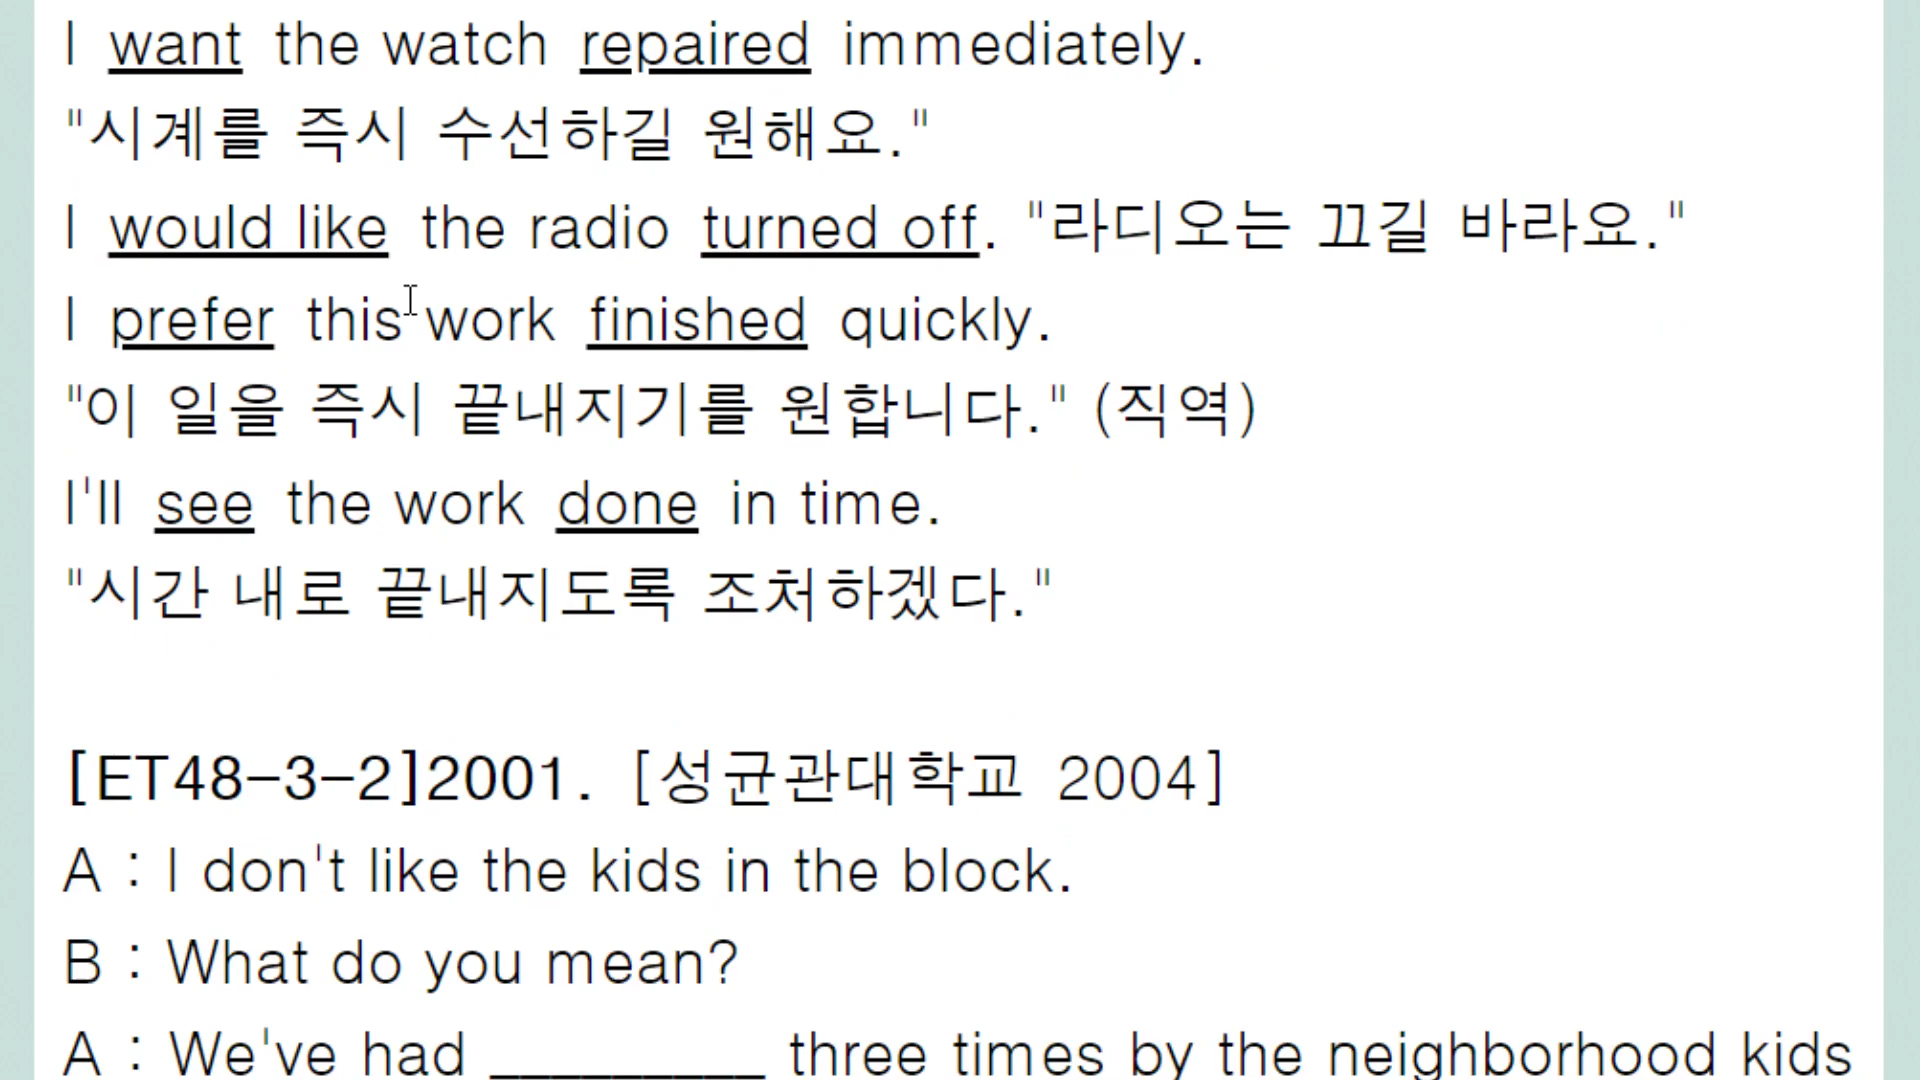 I want the watch repaired immediately.
"시계를 즉시 수선하길 원해요."
I would like the radio turned off. "라디오는 끄길 바라요."
I prefer this work finished quickly.
"이 일을 즉시 끝내지기를 원합니다." (직역)
I'll see the work done in time.
"시간 내로 끝내지도록 조처하겠다."
[ET48-3-2]2001. [성균관대학교 2004]
A : I don't like the kids in the block.
B : What do you mean?
A : We've had _________ three times by the neighborhood kids